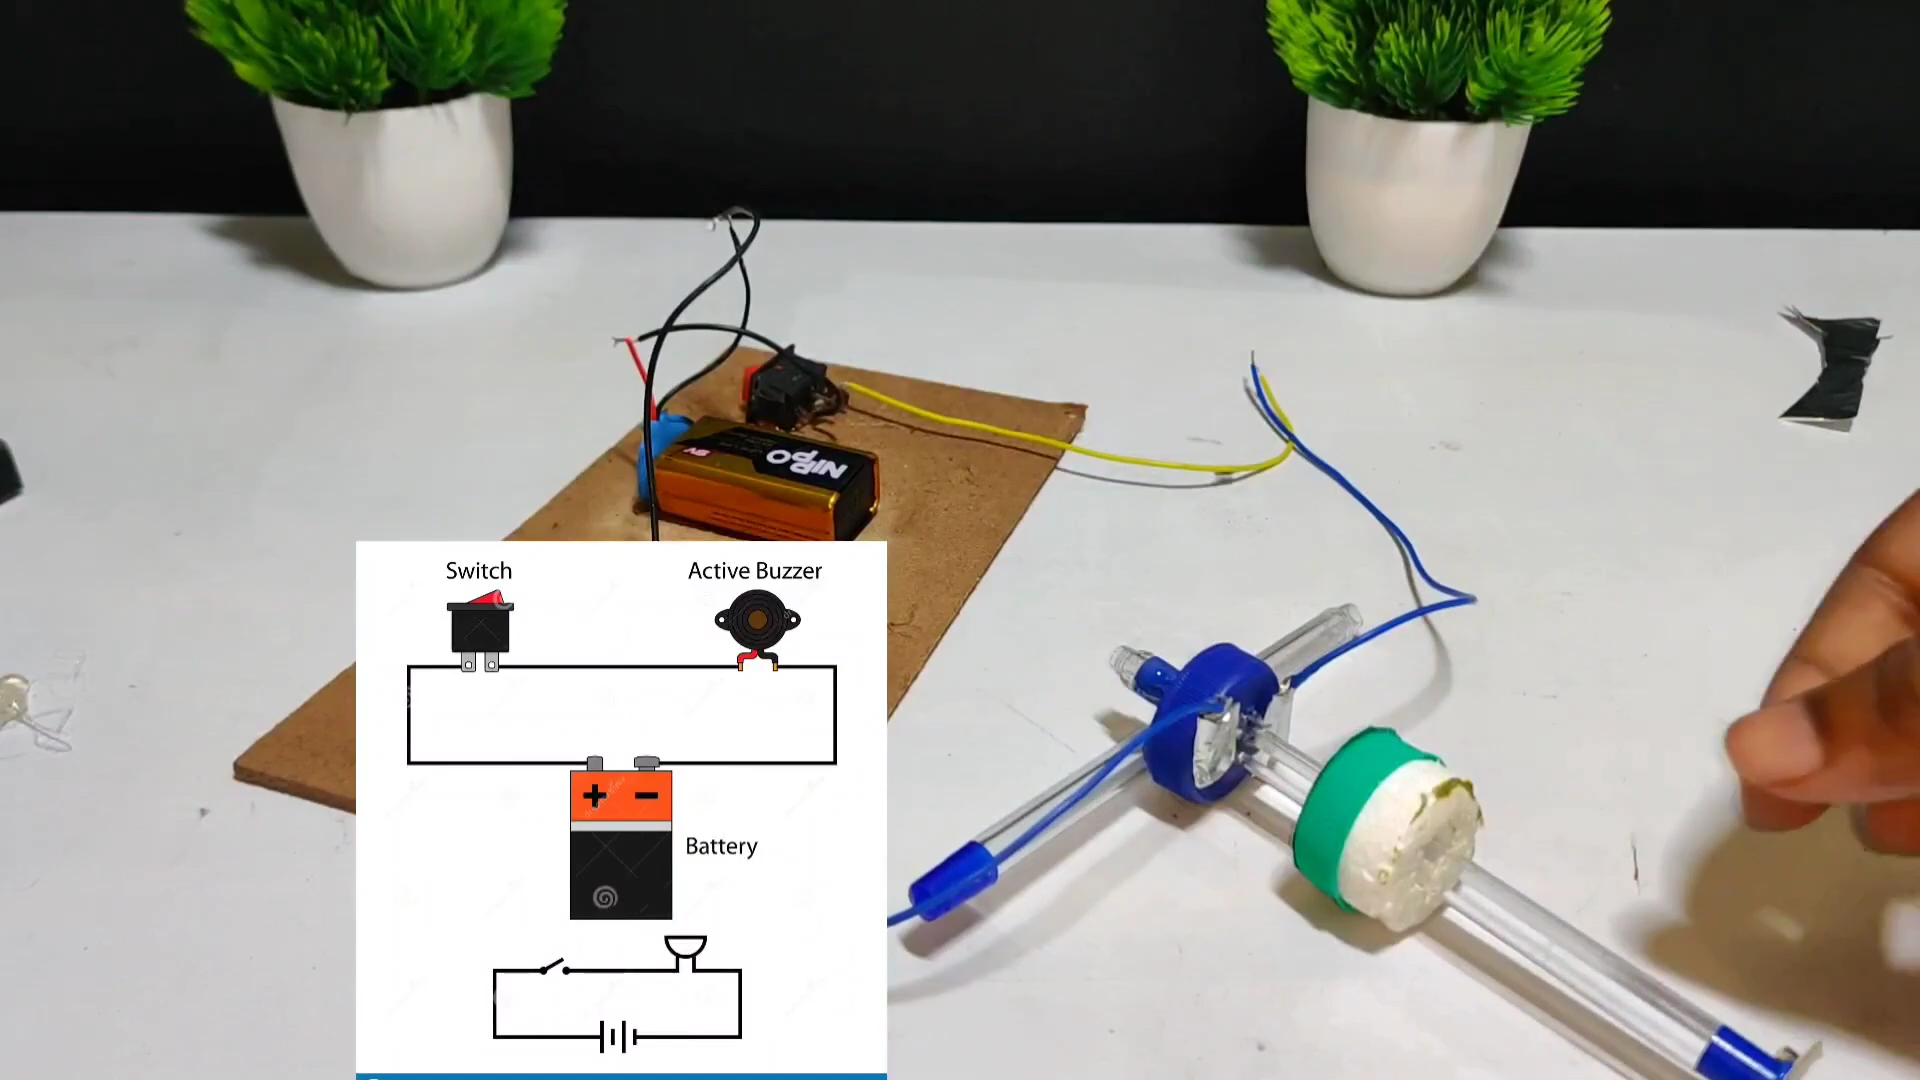 NIPPO
9V
Switch
Active Buzzer
+ −
Battery